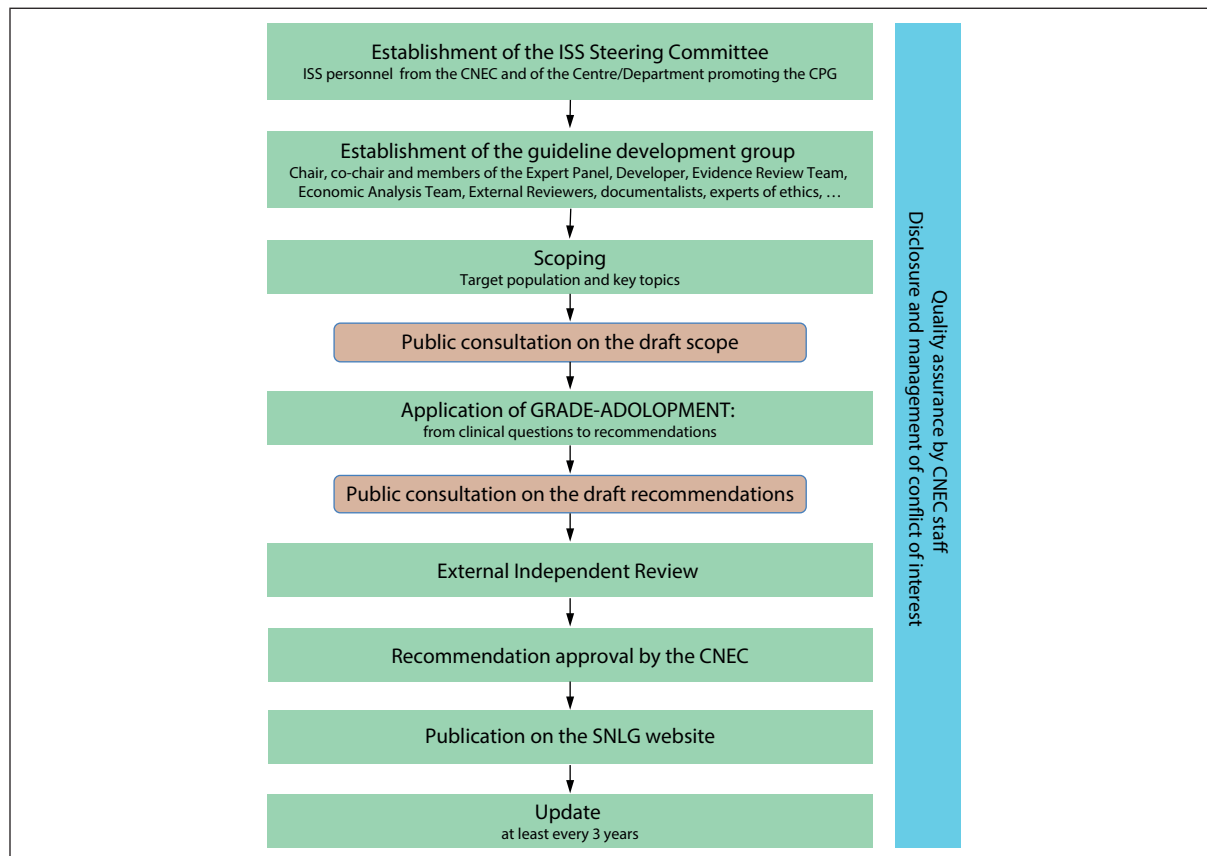 Establishment of the ISS Steering Committee
ISS personnel from the CNEC and of the Centre/Department promoting the CPG
Establishment of the guideline development group
Chair, co-chair and members of the Expert Panel, Developer, Evidence Review Team,
Economic Analysis Team, External Reviewers, documentalists, experts of ethics, …
Scoping
Target population and key topics
Public consultation on the draft scope
Application of GRADE-ADOLOPMENT:
from clinical questions to recommendations
Public consultation on the draft recommendations
External Independent Review
Recommendation approval by the CNEC
Publication on the SNLG website
Update
at least every 3 years
Quality assurance by CNEC staff
Disclosure and management of conflict of interest